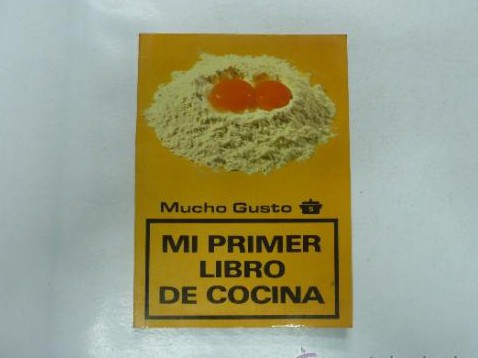 Mucho Gusto
MI PRIMER
LIBRO
DE COCINA